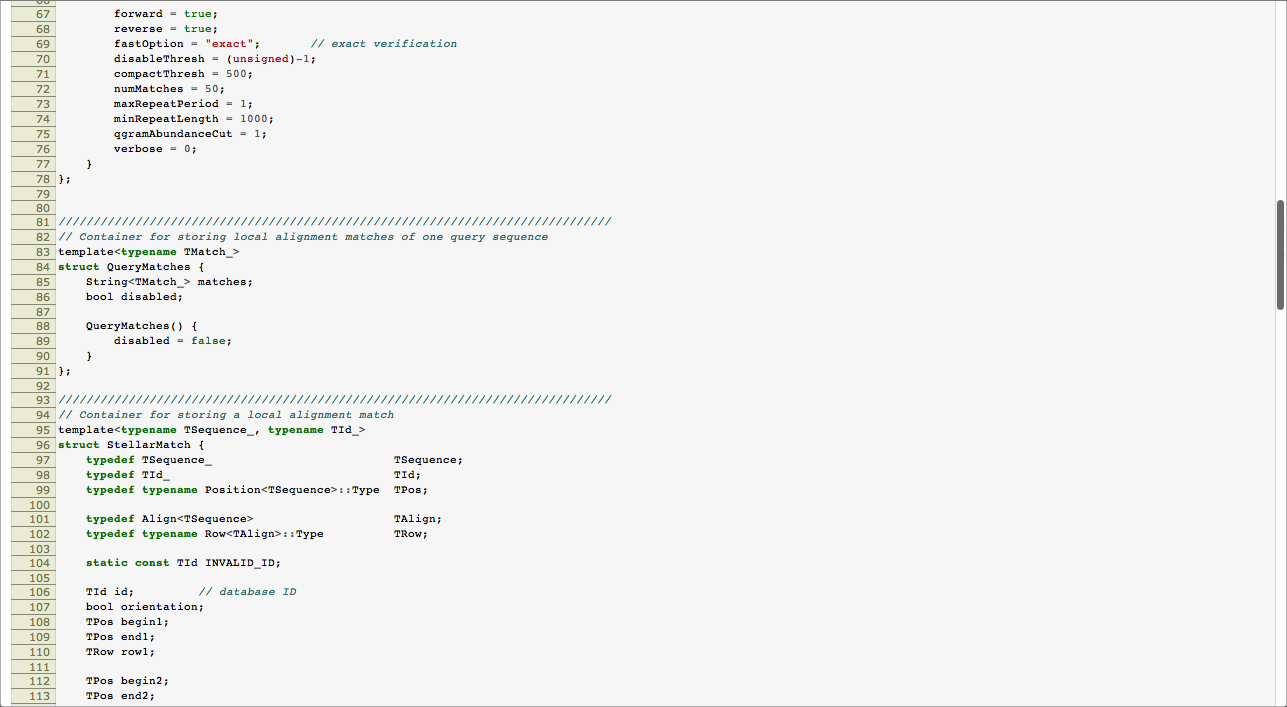 67 forward = true;
68 reverse = true;
69 fastOption = "exact"; // exact verification
70 disableThresh = (unsigned)-1;
71 compactThresh = 500;
72 numMatches = 50;
73 maxRepeatPeriod = 1;
74 minRepeatLength = 1000;
75 qgramAbundanceCut = 1;
76 verbose = 0;
77 }
78 };
79
80
81 ///////////////////////////////////////////////////////////////////////////////
82 // Container for storing local alignment matches of one query sequence
83 template<typename TMatch_>
84 struct QueryMatches {
85 String<TMatch_> matches;
86 bool disabled;
87
88 QueryMatches() {
89 disabled = false;
90 }
91 };
92
93 ///////////////////////////////////////////////////////////////////////////////
94 // Container for storing a local alignment match
95 template<typename TSequence_, typename TId_>
96 struct StellarMatch {
97 typedef TSequence_ TSequence;
98 typedef TId_ TId;
99 typedef typename Position<TSequence>::Type TPos;
100
101 typedef Align<TSequence> TAlign;
102 typedef typename Row<TAlign>::Type TRow;
103
104 static const TId INVALID_ID;
105
106 TId id; // database ID
107 bool orientation;
108 TPos begin1;
109 TPos end1;
110 TRow row1;
111
112 TPos begin2;
113 TPos end2;